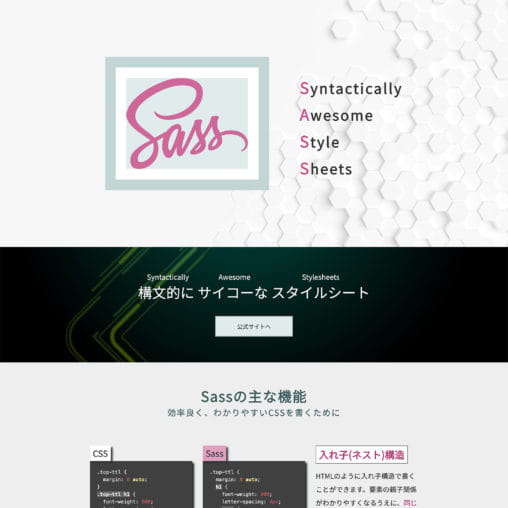 Sass
Syntactically
Awesome
Style
Sheets
Syntactically Awesome Stylesheets
構文的に サイコーな スタイルシート
公式サイトへ
Sassの主な機能
効率良く、わかりやすいCSSを書くために
CSS
.top-ttl {
margin: 0 auto;
}
.top-ttl h1 {
font-weight: 900;
Sass
.top-ttl {
margin: 0 auto;
h1 {
font-weight: 900;
letter-spacing: 4px;
入れ子(ネスト)構造
HTMLのように入れ子構造で書く
ことができます。要素の親子関係
がわかりやすくなるうえに、同じ